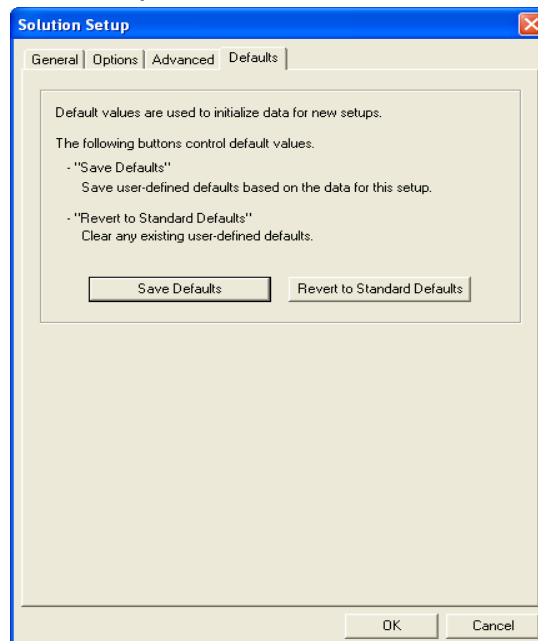 Solution Setup
General Options Advanced Defaults
Default values are used to initialize data for new setups.
The following buttons control default values.
- "Save Defaults"
Save user-defined defaults based on the data for this setup.
- "Revert to Standard Defaults"
Clear any existing user-defined defaults.
Save Defaults Revert to Standard Defaults
OK Cancel